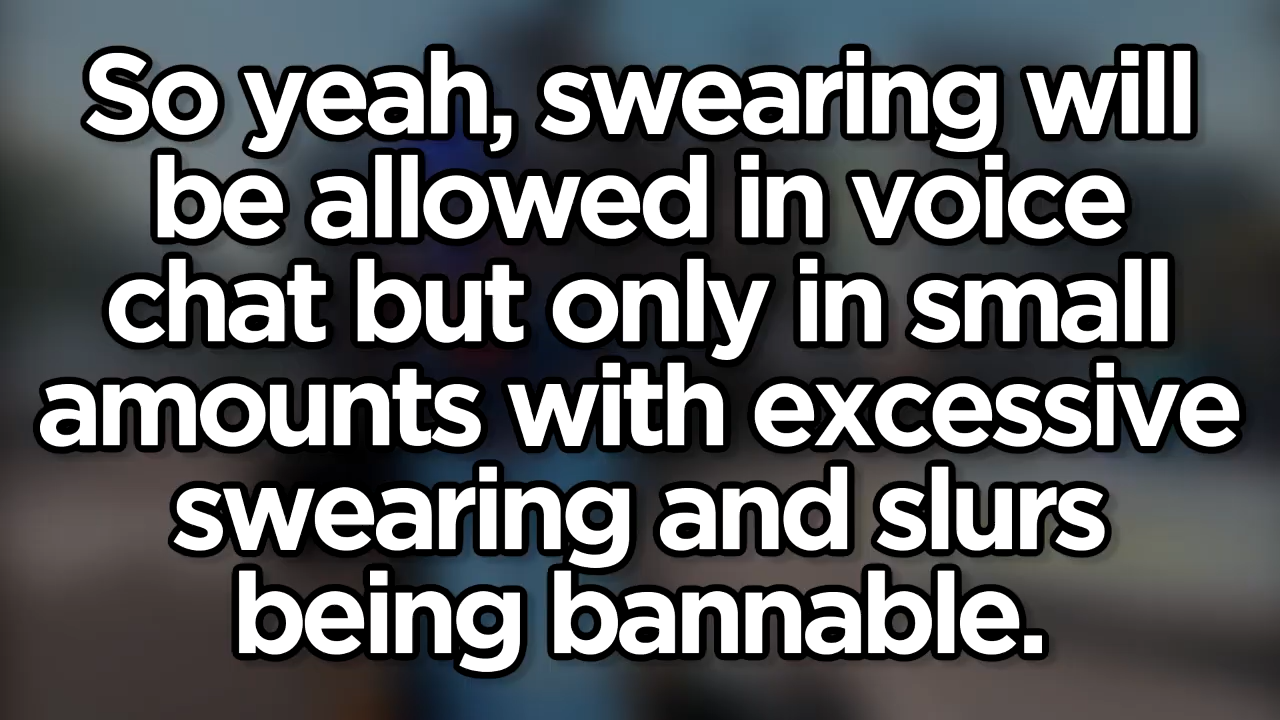 So yeah, swearing will
be allowed in voice
chat but only in small
amounts with excessive
swearing and slurs
being bannable.